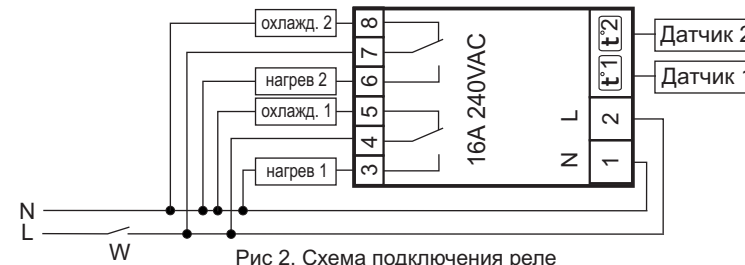 охлажд. 2
8
7
нагрев 2
6
охлажд. 1
5
4
нагрев 1
3
16A 240VAC
t°2
Датчик 2
t°1
Датчик 1
L
2
N
1
N
L
W
Рис 2. Схема подключения реле